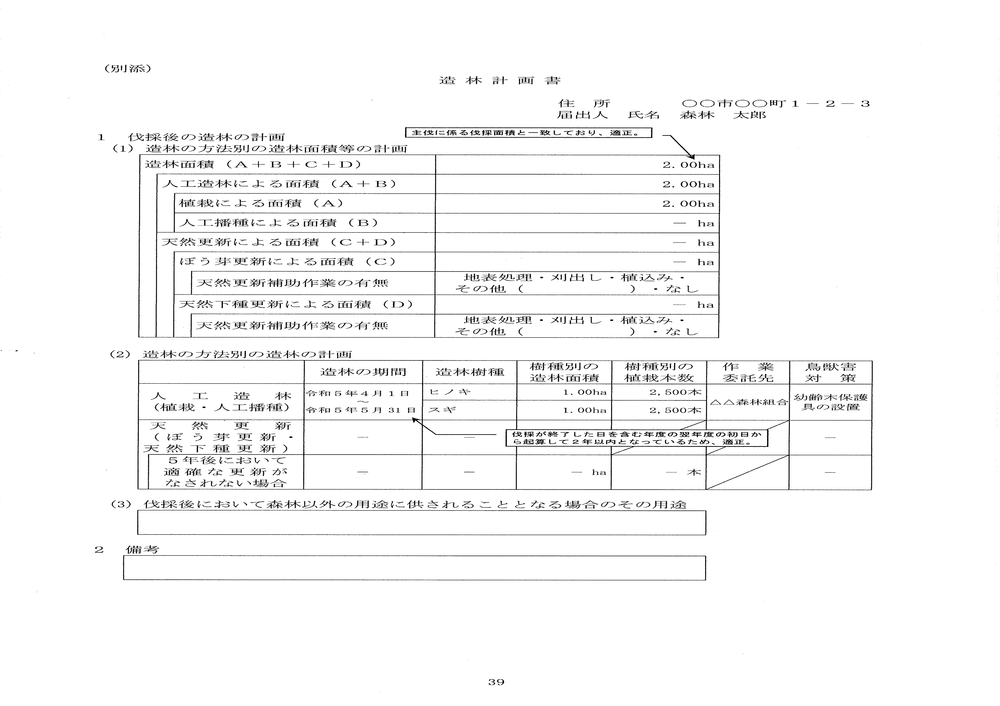 （別添）
造林計画書
住　所　　　　〇〇市〇〇町１－２－３
届出人　氏名　森林　太郎
1　伐採後の造林の計画
主伐に係る伐採面積と一致しており、適正。
(1) 造林の方法別の造林面積等の計画
造林面積（A＋B＋C＋D）　2.00ha
人工造林による面積（A＋B）　2.00ha
植栽による面積（A）　2.00ha
人工播種による面積（B）　―　ha
天然更新による面積（C＋D）　―　ha
ぼう芽更新による面積（C）　―　ha
天然更新補助作業の有無　地表処理・刈出し・植込み・
その他（　　　　　　）・なし
天然下種更新による面積（D）　―　ha
天然更新補助作業の有無　地表処理・刈出し・植込み・
その他（　　　　　　）・なし
(2) 造林の方法別の造林の計画
造林の期間　造林樹種　樹種別の造林面積　樹種別の植栽本数　作業委託先　鳥獣害対策
人工造林
（植栽・人工播種）
令和５年４月１日
～
令和５年５月31日
ヒノキ　1.00ha　2,500本
スギ　1.00ha　2,500本
△△森林組合
幼齢木保護
具の設置
天然更新
（ぼう芽更新・
天然下種更新）
―　―　―
伐採が終了した日を含む年度の翌年度の初日か
ら起算して２年以内となっているため、適正。
５年後において
適確な更新が
なされない場合
―　―　―　ha　―　本　―
(3) 伐採後において森林以外の用途に供されることとなる場合のその用途
2　備考
39